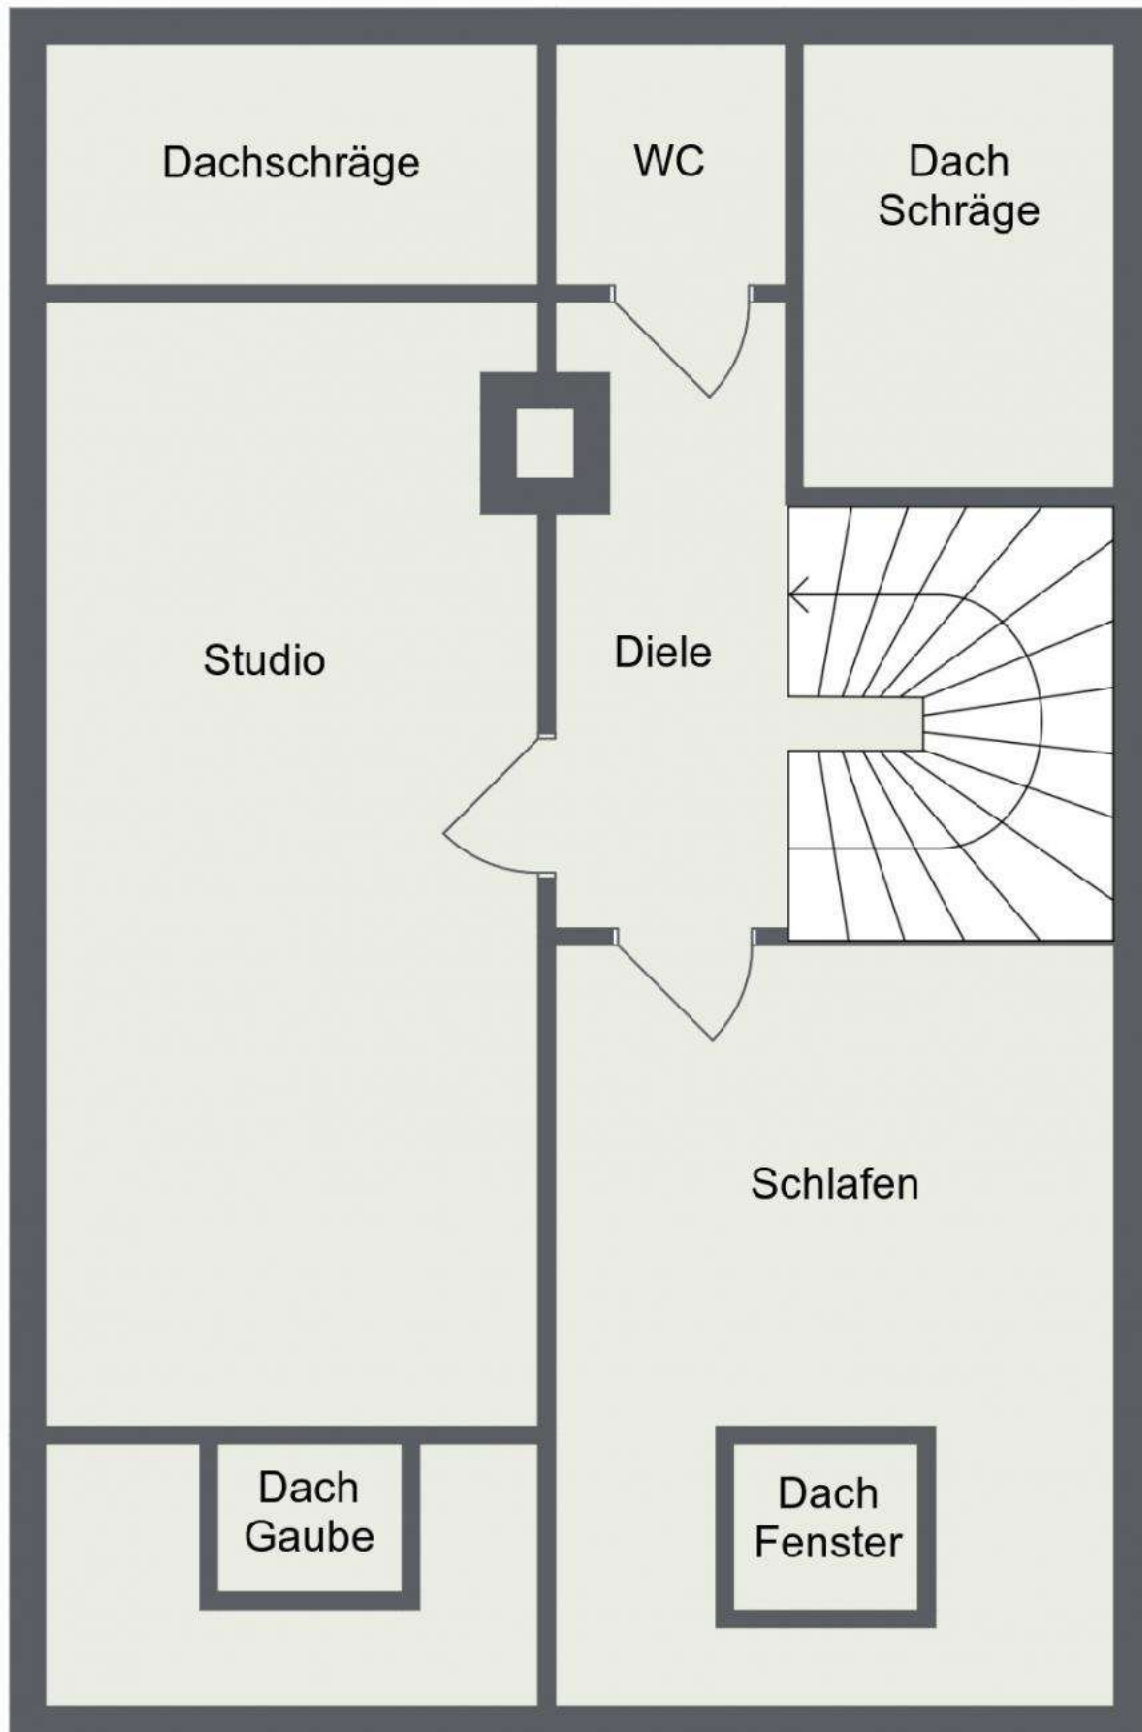 Dachschräge
WC
Dach
Schräge
Studio
Diele
Schlafen
Dach
Gaube
Dach
Fenster